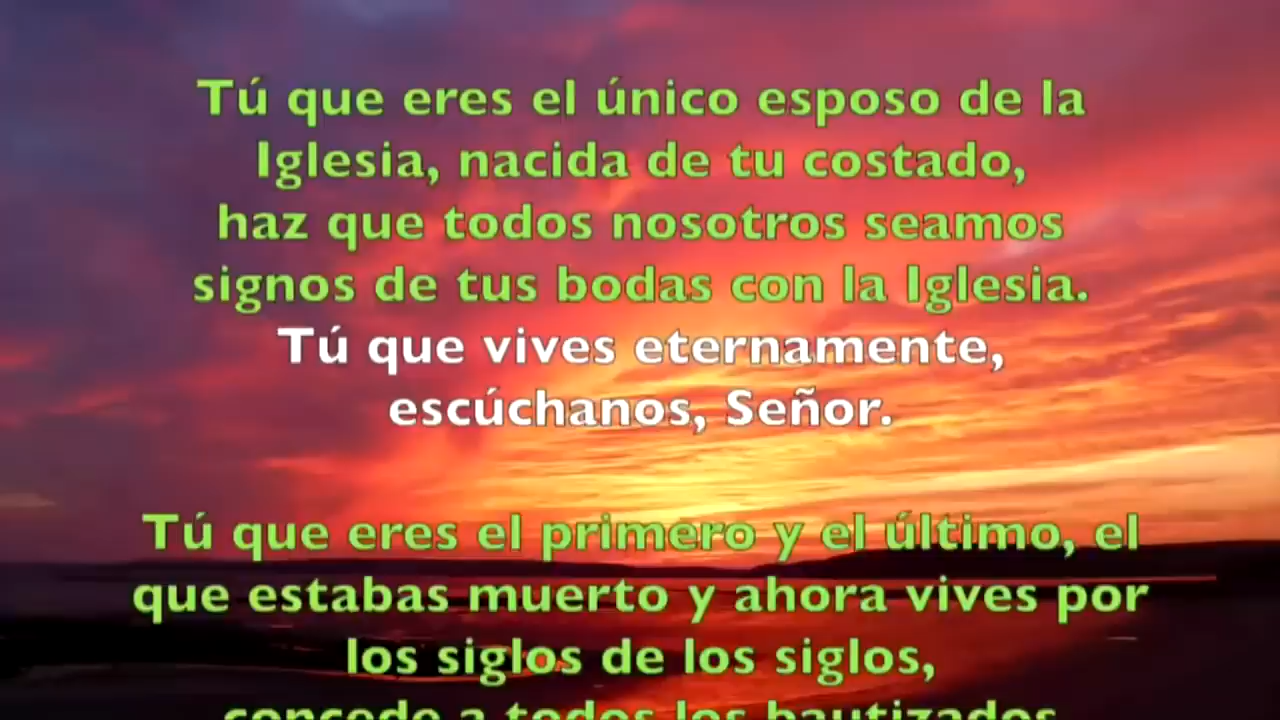 Tú que eres el único esposo de la
Iglesia, nacida de tu costado,
haz que todos nosotros seamos
signos de tus bodas con la Iglesia.
Tú que vives eternamente,
escúchanos, Señor.
Tú que eres el primero y el último, el
que estabas muerto y ahora vives por
los siglos de los siglos,
concede a todos los bautizados